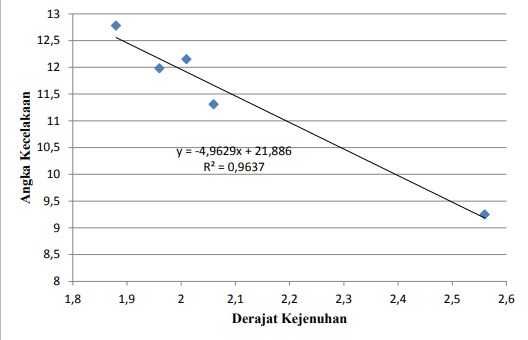 13
12,5
12
11,5
11
10,5
10
9,5
9
8,5
8
Angka Kecelakaan
y = -4,9629x + 21,886
R² = 0,9637
1,8 1,9 2 2,1 2,2 2,3 2,4 2,5 2,6
Derajat Kejenuhan